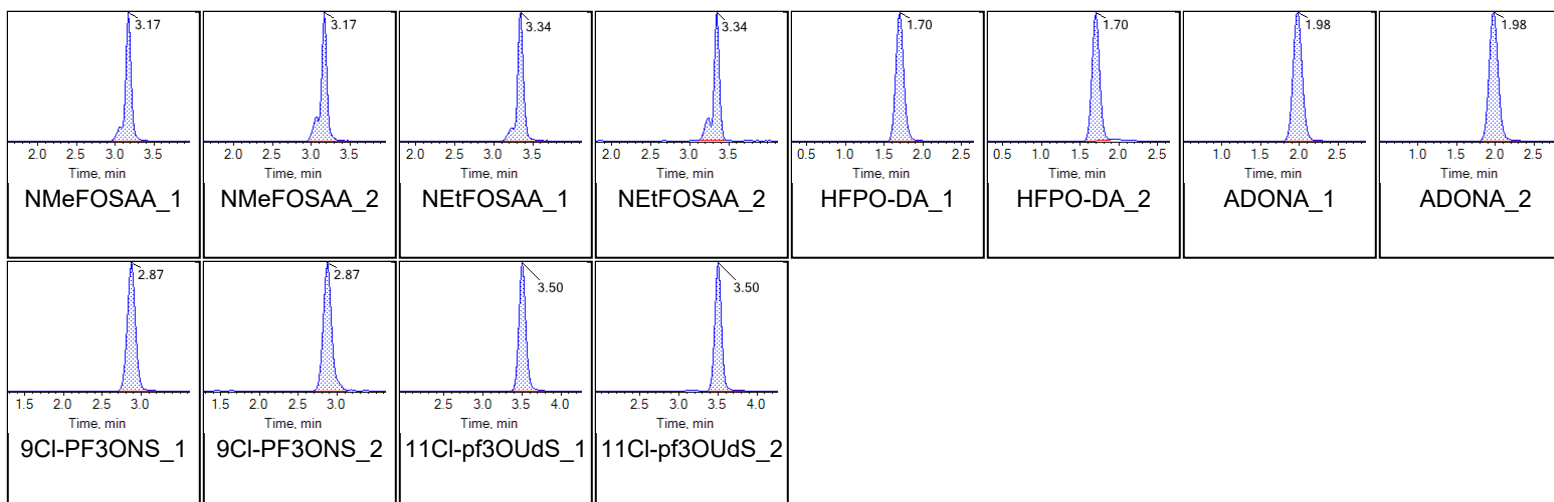 3.17 3.17 3.34 3.34 1.70 1.70 1.98 1.98
2.0 2.5 3.0 3.5 2.0 2.5 3.0 3.5 2.0 2.5 3.0 3.5 2.0 2.5 3.0 3.5 0.5 1.0 1.5 2.0 2.5 0.5 1.0 1.5 2.0 2.5 1.0 1.5 2.0 2.5 1.0 1.5 2.0 2.5
Time, min Time, min Time, min Time, min Time, min Time, min Time, min Time, min
NMeFOSAA_1 NMeFOSAA_2 NEtFOSAA_1 NEtFOSAA_2 HFPO-DA_1 HFPO-DA_2 ADONA_1 ADONA_2
2.87 2.87 3.50 3.50
1.5 2.0 2.5 3.0 1.5 2.0 2.5 3.0 2.5 3.0 3.5 4.0 2.5 3.0 3.5 4.0
Time, min Time, min Time, min Time, min
9Cl-PF3ONS_1 9Cl-PF3ONS_2 11Cl-pf3OUdS_1 11Cl-pf3OUdS_2